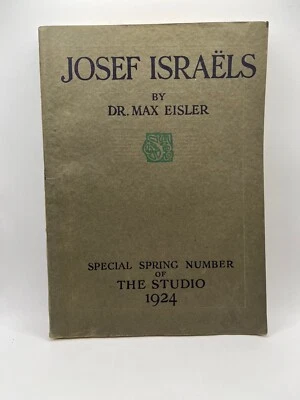 JOSEF ISRAËLS
BY
DR. MAX EISLER
SPECIAL SPRING NUMBER
OF
THE STUDIO
1924